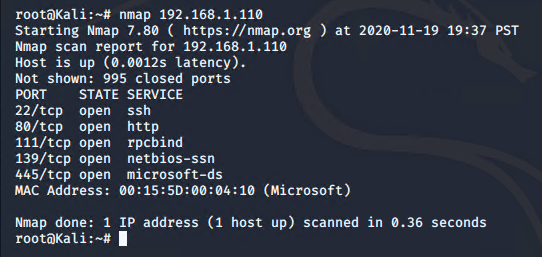 root@Kali:~# nmap 192.168.1.110
Starting Nmap 7.80 ( https://nmap.org ) at 2020-11-19 19:37 PST
Nmap scan report for 192.168.1.110
Host is up (0.0012s latency).
Not shown: 995 closed ports
PORT    STATE SERVICE
22/tcp  open  ssh
80/tcp  open  http
111/tcp open  rpcbind
139/tcp open  netbios-ssn
445/tcp open  microsoft-ds
MAC Address: 00:15:5D:00:04:10 (Microsoft)
Nmap done: 1 IP address (1 host up) scanned in 0.36 seconds
root@Kali:~#